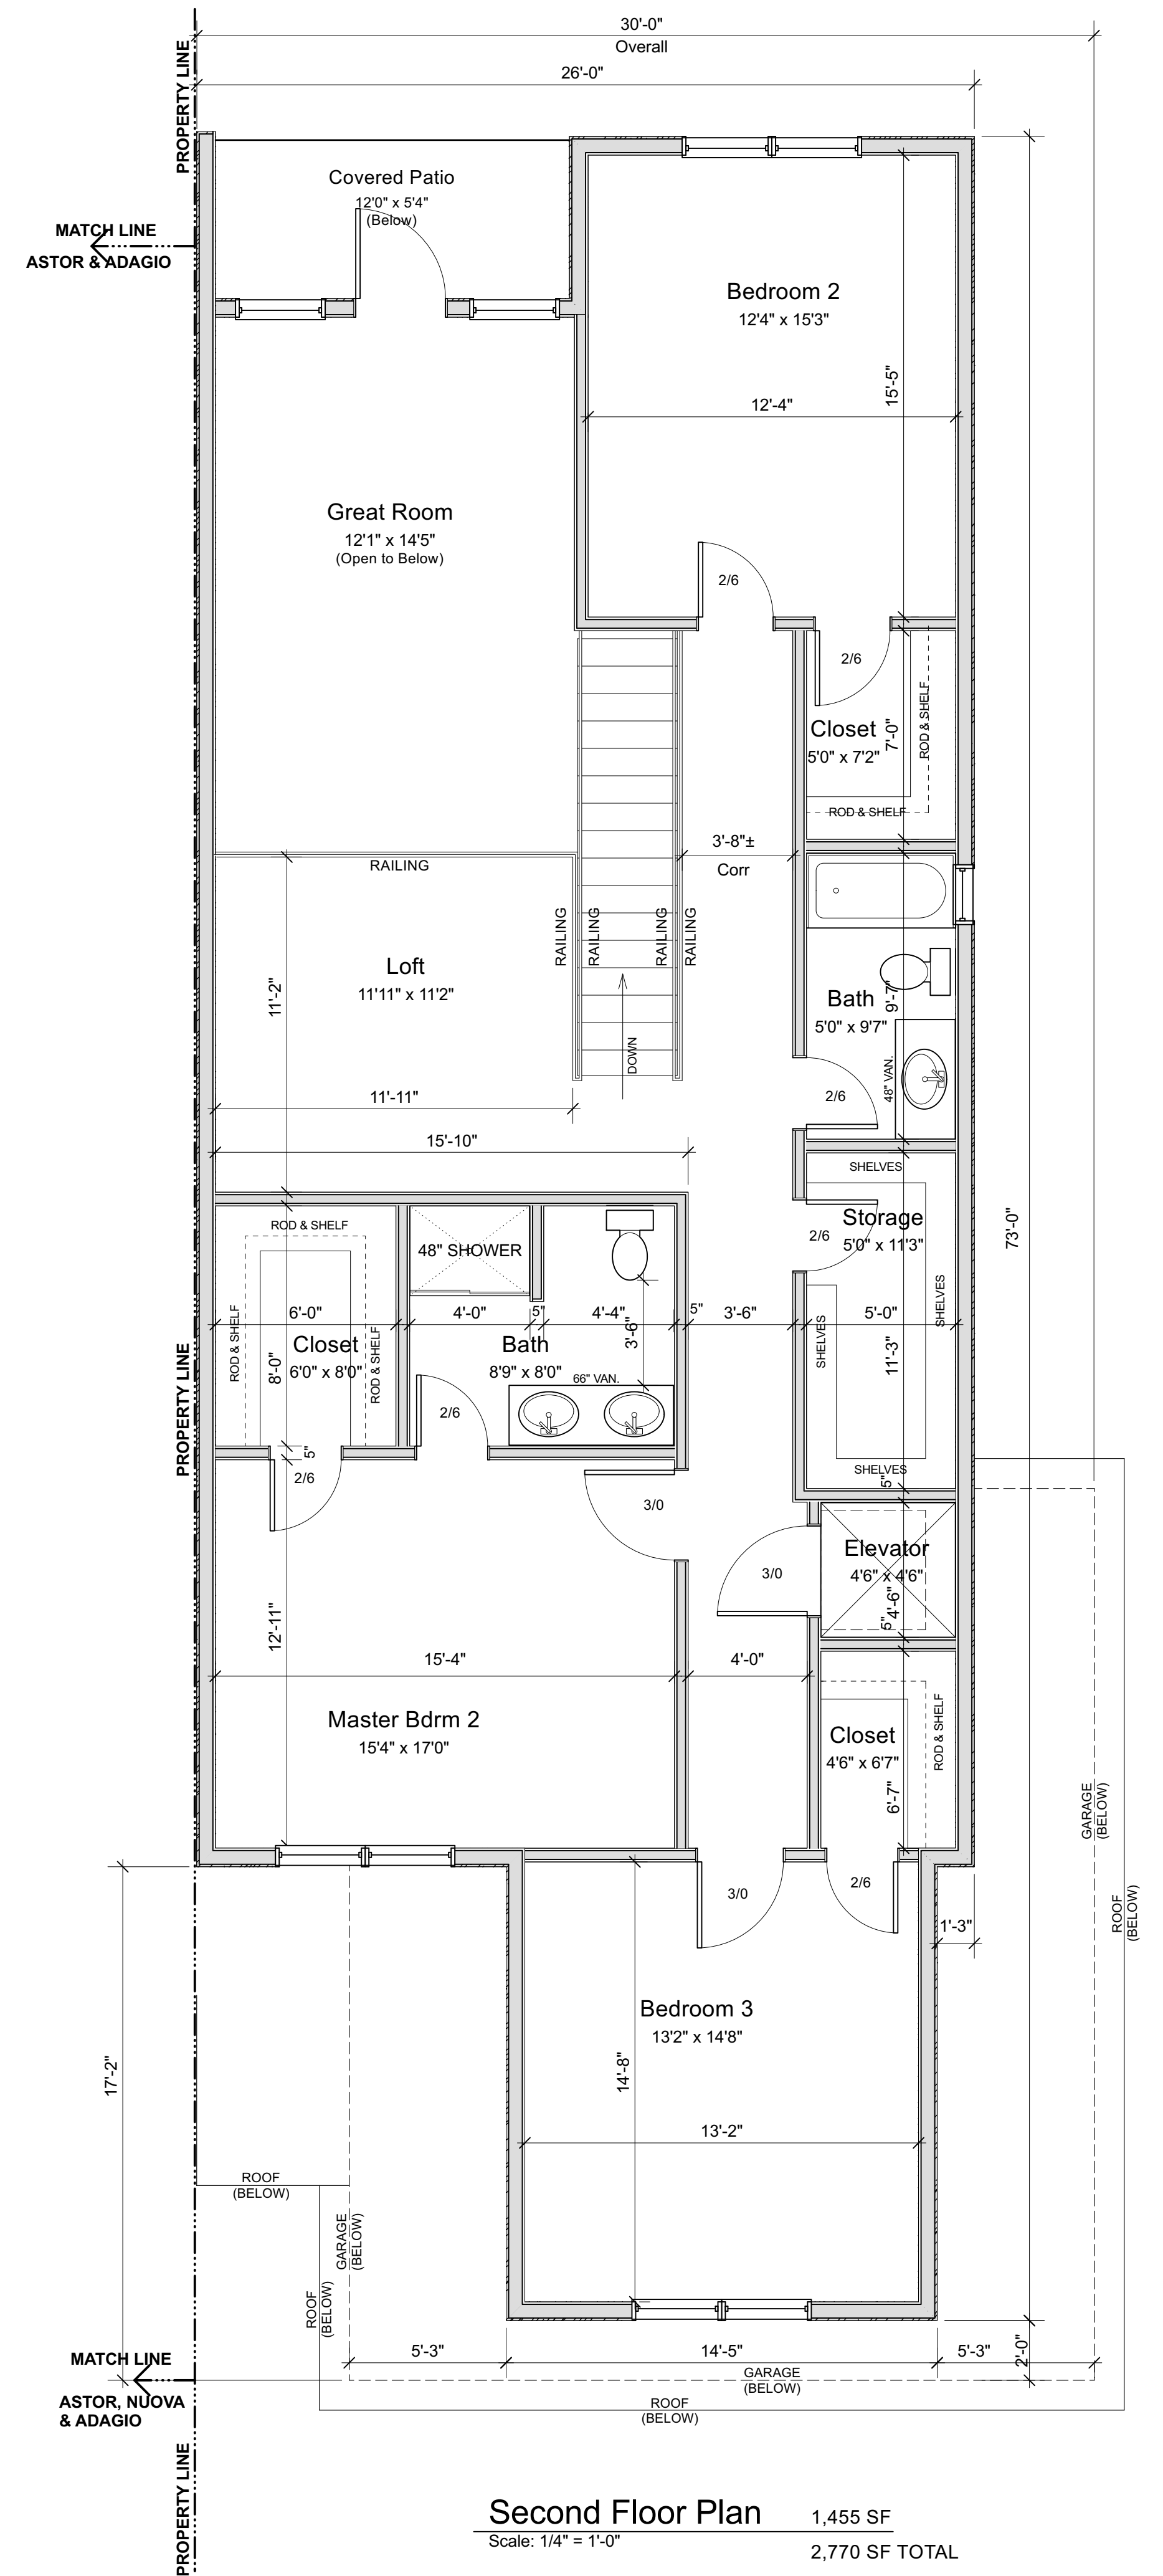 30'-0"
Overall
26'-0"
PROPERTY LINE
Covered Patio
12'0" x 5'4"
(Below)
MATCH LINE
ASTOR & ADAGIO
Bedroom 2
12'4" x 15'3"
15'-5"
12'-4"
Great Room
12'1" x 14'5"
(Open to Below)
2/6
2/6
Closet
5'0" x 7'2"
7'-0"
ROD & SHELF
ROD & SHELF
3'-8"±
Corr
RAILING
RAILING
RAILING
RAILING
RAILING
Loft
11'11" x 11'2"
11'-2"
DOWN
Bath
5'0" x 9'7"
9'-7"
48" VAN.
2/6
11'-11"
15'-10"
SHELVES
Storage
5'0" x 11'3"
2/6
73'-0"
ROD & SHELF
48" SHOWER
6'-0"
4'-0"
5"
4'-4"
5"
3'-6"
5'-0"
SHELVES
SHELVES
11'-3"
ROD & SHELF
ROD & SHELF
Closet
6'0" x 8'0"
8'-0"
Bath
8'9" x 8'0"
3'-6"
66" VAN.
PROPERTY LINE
2/6
5"
2/6
SHELVES
5"
3/0
Elevator
4'6" x 4'6"
3/0
4'-6"
5"
12'-11"
15'-4"
4'-0"
Master Bdrm 2
15'4" x 17'0"
Closet
4'6" x 6'7"
ROD & SHELF
6'-7"
GARAGE
(BELOW)
2/6
3/0
ROOF
(BELOW)
1'-3"
Bedroom 3
13'2" x 14'8"
14'-8"
17'-2"
13'-2"
ROOF
(BELOW)
GARAGE
(BELOW)
ROOF
(BELOW)
5'-3"
14'-5"
5'-3"
2'-0"
MATCH LINE
ASTOR, NUOVA
& ADAGIO
GARAGE
(BELOW)
ROOF
(BELOW)
PROPERTY LINE
Second Floor Plan
1,455 SF
Scale: 1/4" = 1'-0"
2,770 SF TOTAL